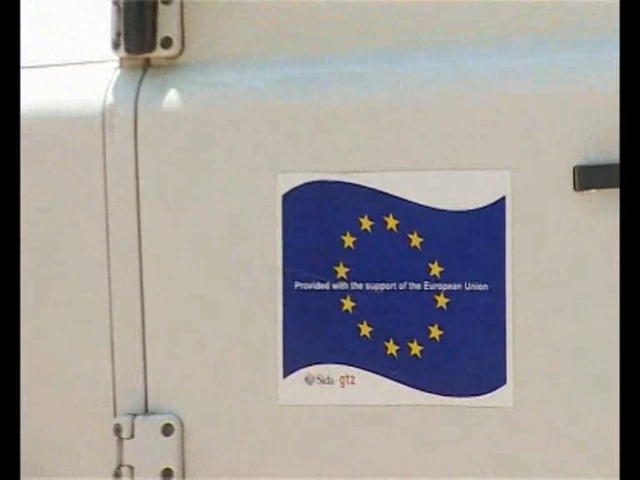 Provided with the support of the European Union
Sida gtz